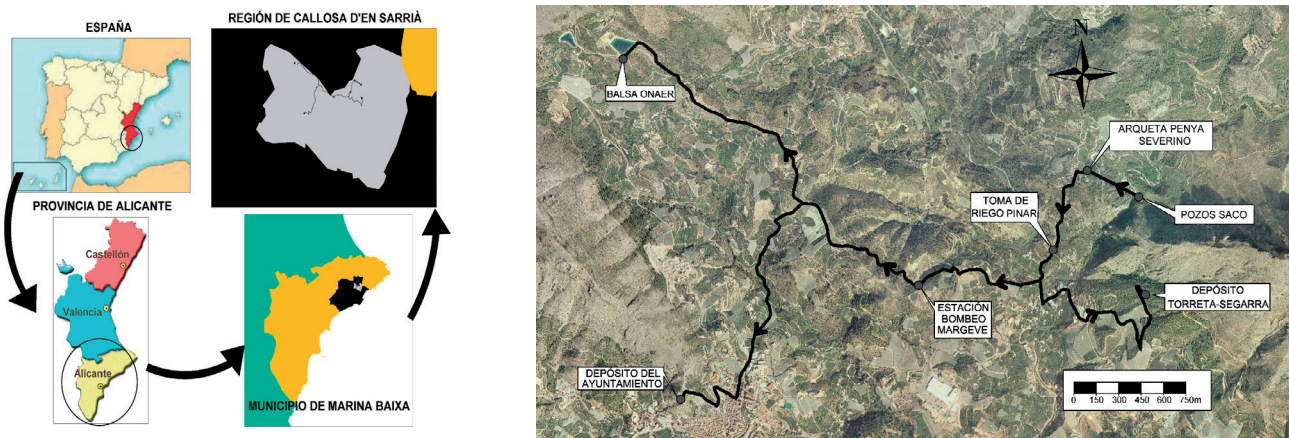 ESPAÑA
REGIÓN DE CALLOSA D'EN SARRIÀ
PROVINCIA DE ALICANTE
Castellón
Valencia
Alicante
MUNICIPIO DE MARINA BAIXA
BALSA ONAER
N
ARQUETA PENYA
SEVERINO
TOMA DE
RIEGO PINAR
POZOS SACO
DEPÓSITO
TORRETA-SEGARRA
ESTACIÓN
BOMBEO
MARGEVE
DEPÓSITO DEL
AYUNTAMIENTO
0 150 300 450 600 750m